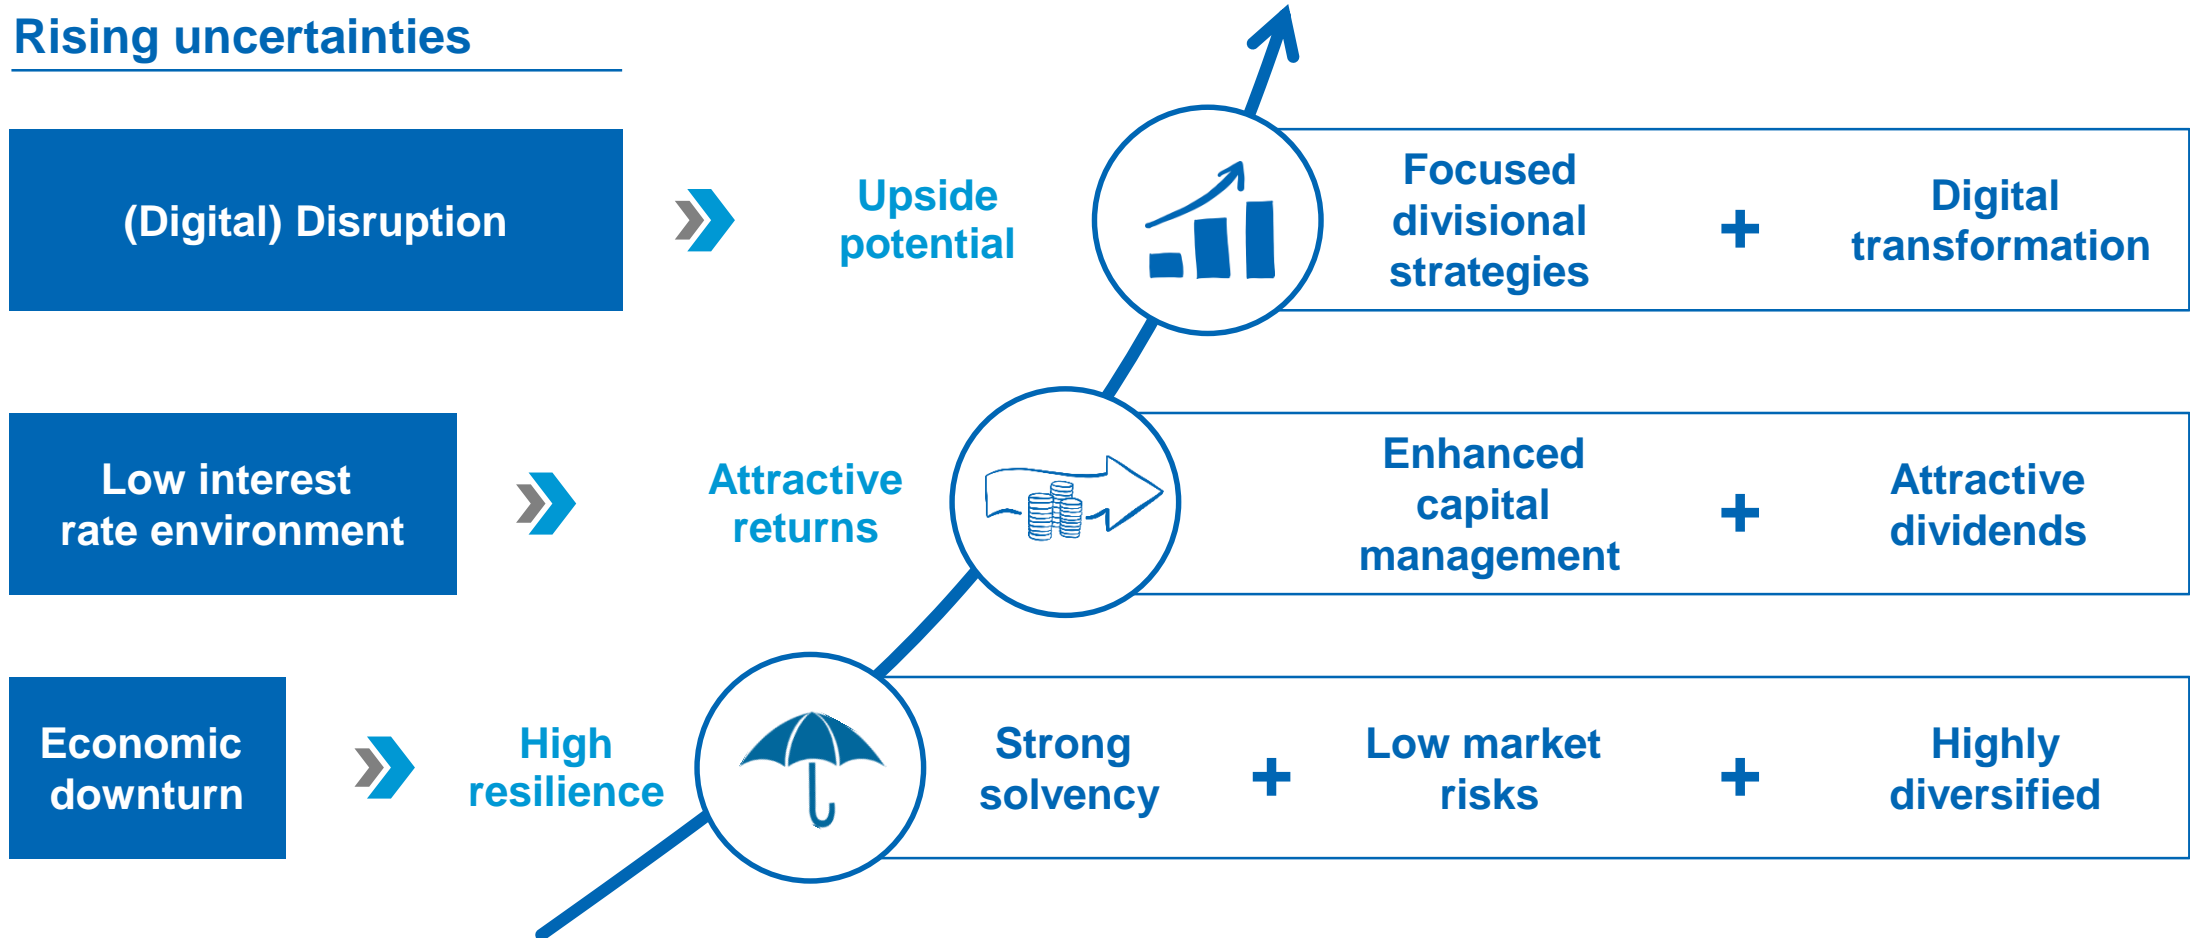 Rising uncertainties
(Digital) Disruption
Upside
potential
Focused
divisional
strategies
+
Digital
transformation
Low interest
rate environment
Attractive
returns
Enhanced
capital
management
+
Attractive
dividends
Economic
downturn
High
resilience
Strong
solvency
+
Low market
risks
+
Highly
diversified